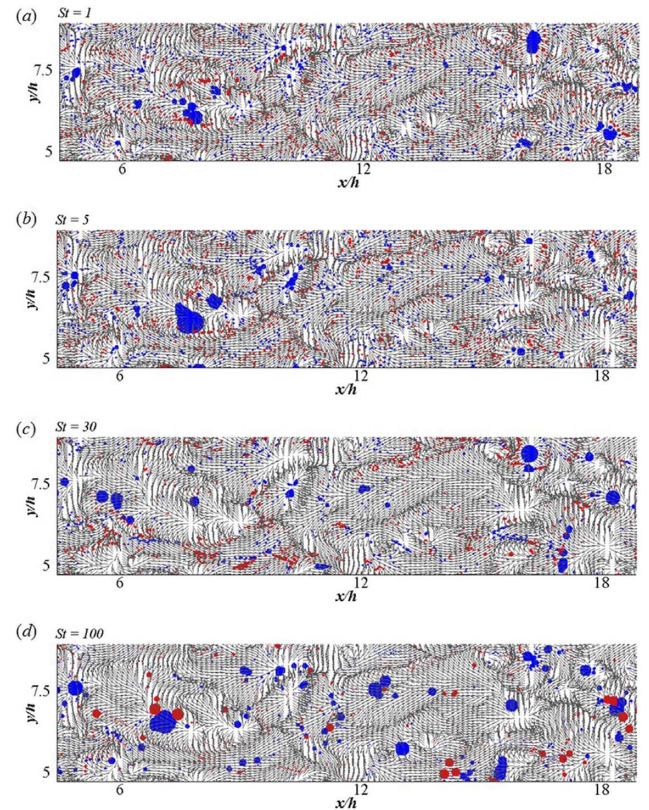 (a) St = 1
7.5
y/h
5
6 12 18
x/h
(b) St = 5
7.5
y/h
5
6 12 18
x/h
(c) St = 30
7.5
y/h
5
6 12 18
x/h
(d) St = 100
7.5
y/h
5
6 12 18
x/h